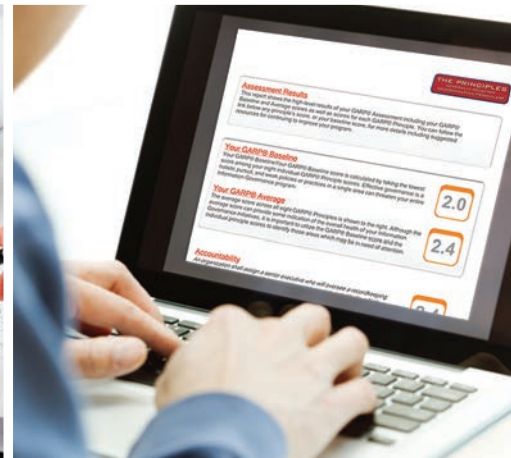 THE PRINCIPLES
Assessment Results
This report shows the high-level results of your GARP® Assessment including your GARP®
Baseline and Average scores as well as scores for each GARP® Principle. You can follow the
link below any principle's score, or your baseline score, for more details including suggested
resources for continuing to improve your program.
Your GARP® Baseline
Your GARP® Baseline/Your GARP® Baseline score is calculated by taking the lowest
score among your eight individual GARP® Principle scores. Effective governance is a
holistic pursuit, and weak policies or practices in a single area can threaten your entire
Information Governance program.
2.0
Your GARP® Average
The average score across all eight GARP® Principles is shown to the right. Although the
average score can provide some indication of the overall health of your information
Governance initiatives, it is important to utilize the GARP® Baseline score and the
individual principle scores to identify those areas which may be in need of attention.
2.4
Accountability
An organization shall assign a senior executive who will oversee a recordkeeping